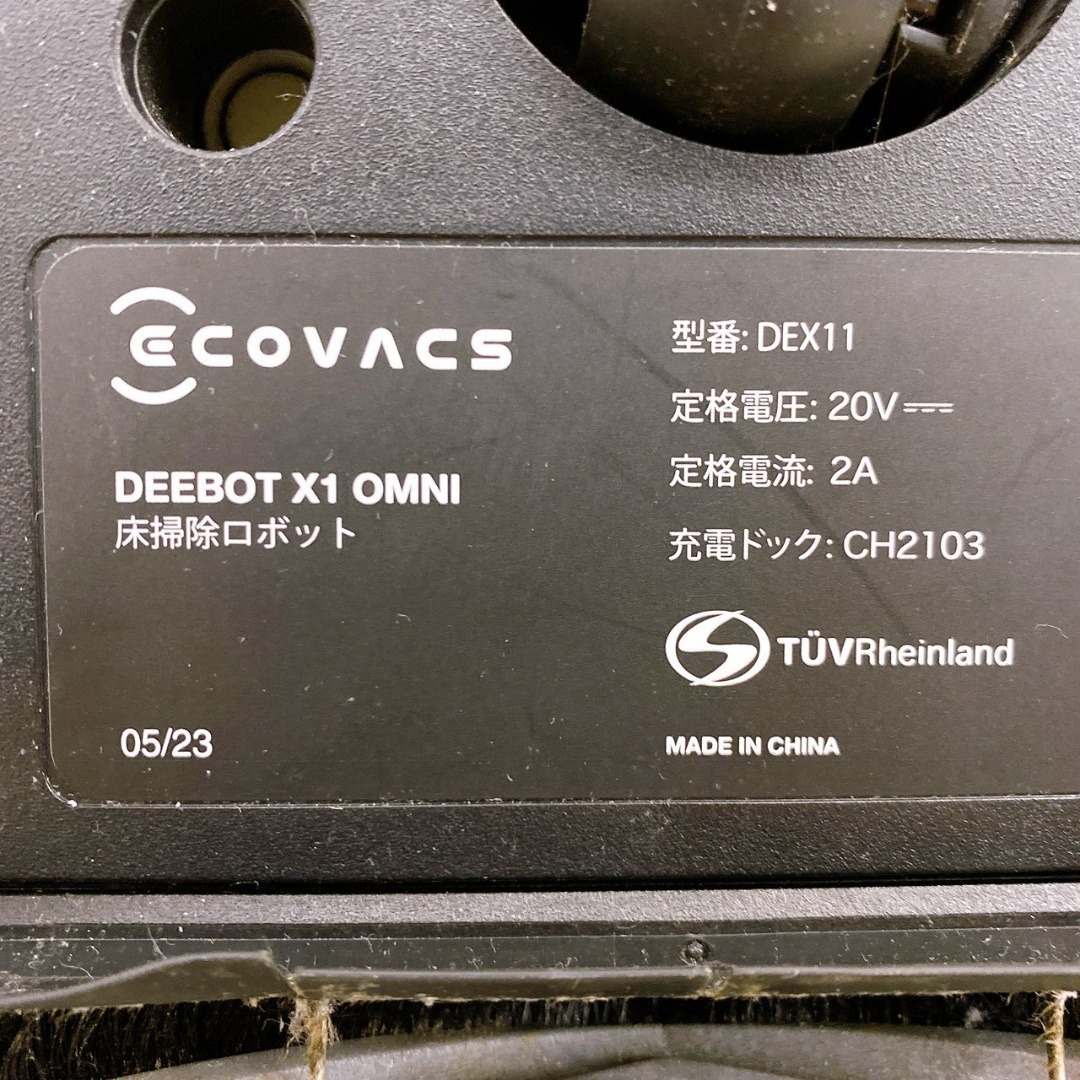 ECOVACS
DEEBOT X1 OMNI
床掃除ロボット
05/23
型番: DEX11
定格電圧: 20V⎓
定格電流: 2A
充電ドック: CH2103
TÜVRheinland
MADE IN CHINA